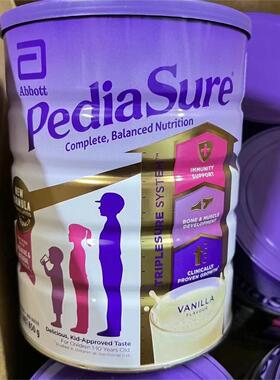 Abbott
PediaSure
Complete, Balanced Nutrition
NEW
FORMULA
TRIPLESURE SYSTEM
IMMUNITY
SUPPORT
BONE & MUSCLE
DEVELOPMENT
CLINICALLY
PROVEN GROWTH
VANILLA
FLAVOUR
Delicious, Kid-Approved Taste
For Children 1-10 Years Old
850 g